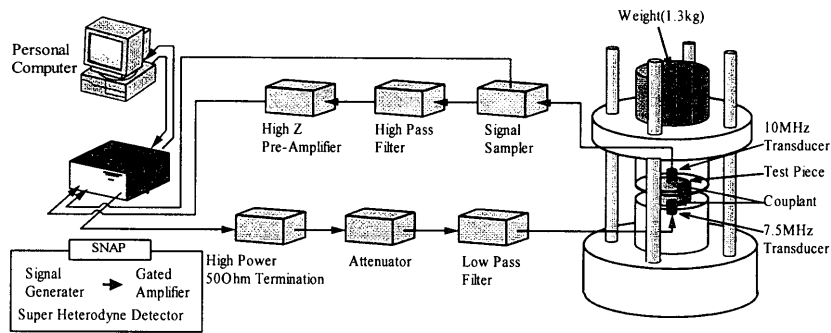 Weight(1.3kg)
Personal
Computer
High Z
Pre-Amplifier
High Pass
Filter
Signal
Sampler
10MHz
Transducer
Test Piece
Couplant
7.5MHz
Transducer
High Power
50Ohm Termination
Attenuator
Low Pass
Filter
SNAP
Signal
Generater
Gated
Amplifier
Super Heterodyne Detector